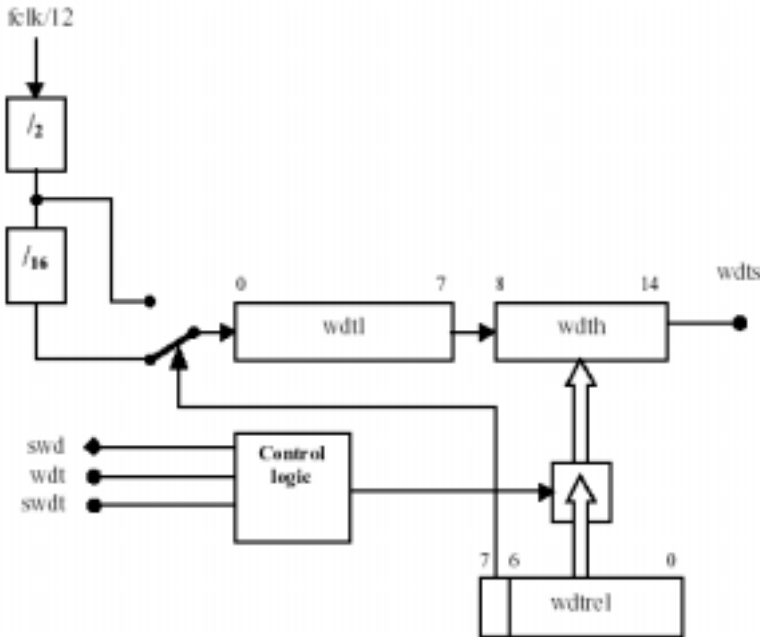 fclk/12
/2
/16
0 7 8 14 wdts
wdtl wdth
swd
wdt
swdt
Control
logic
7 6 0
wdtrel